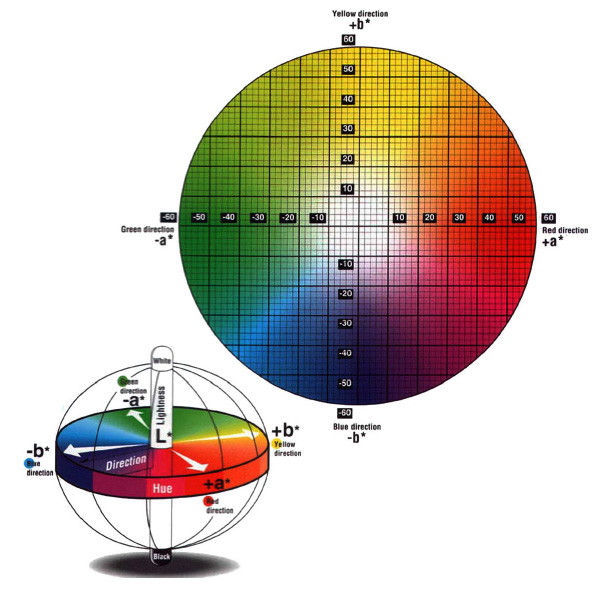 Yellow direction
+b*
60
50
40
30
20
10
-60 -50 -40 -30 -20 -10 10 20 30 40 50 60
Green direction
-a*
Red direction
+a*
-10
-20
-30
-40
-50
-60
Blue direction
-b*
White
Green
direction
-a*
Lightness
L*
-b*
Blue
direction
+b*
Yellow
direction
Direction
Hue
+a*
Red
direction
Black